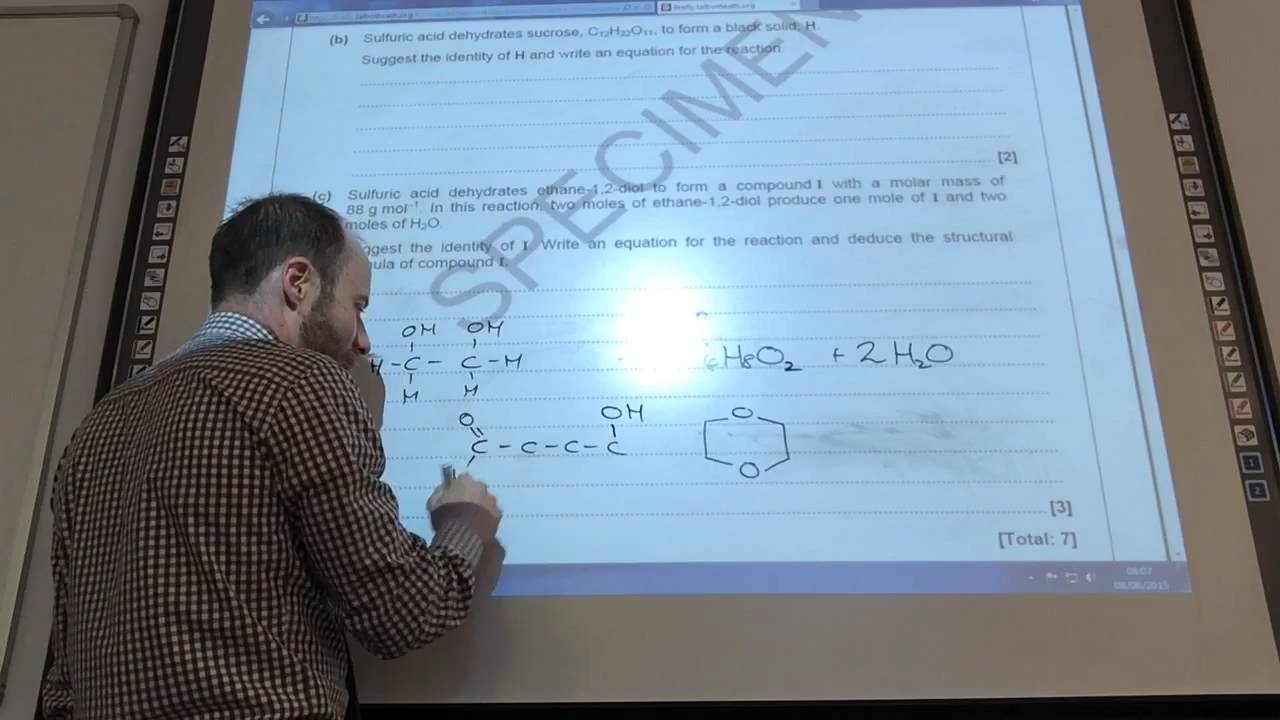 (b) Sulfuric acid dehydrates sucrose, C₁₂H₂₂O₁₁, to form a black solid, H.
Suggest the identity of H and write an equation for the reaction
[2]
(c) Sulfuric acid dehydrates ethane-1,2-diol to form a compound I with a molar mass of
88 g mol⁻¹. In this reaction, two moles of ethane-1,2-diol produce one mole of I and two
moles of H₂O.
the identity of I. Write an equation for the reaction and deduce the structural
of compound I.
SPECIMEN
OH OH
H - C - C - H
H8O₂ + 2H₂O
H H
O OH O
C - C - C - C
O
[3]
[Total: 7]
08/06/2015